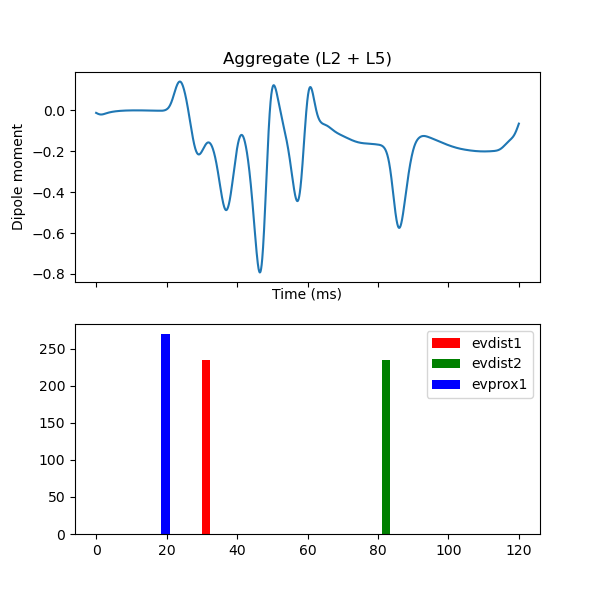 Aggregate (L2 + L5)
Dipole moment
0.0
−0.2
−0.4
−0.6
−0.8
Time (ms)
250
200
150
100
50
0
evdist1
evdist2
evprox1
0 20 40 60 80 100 120